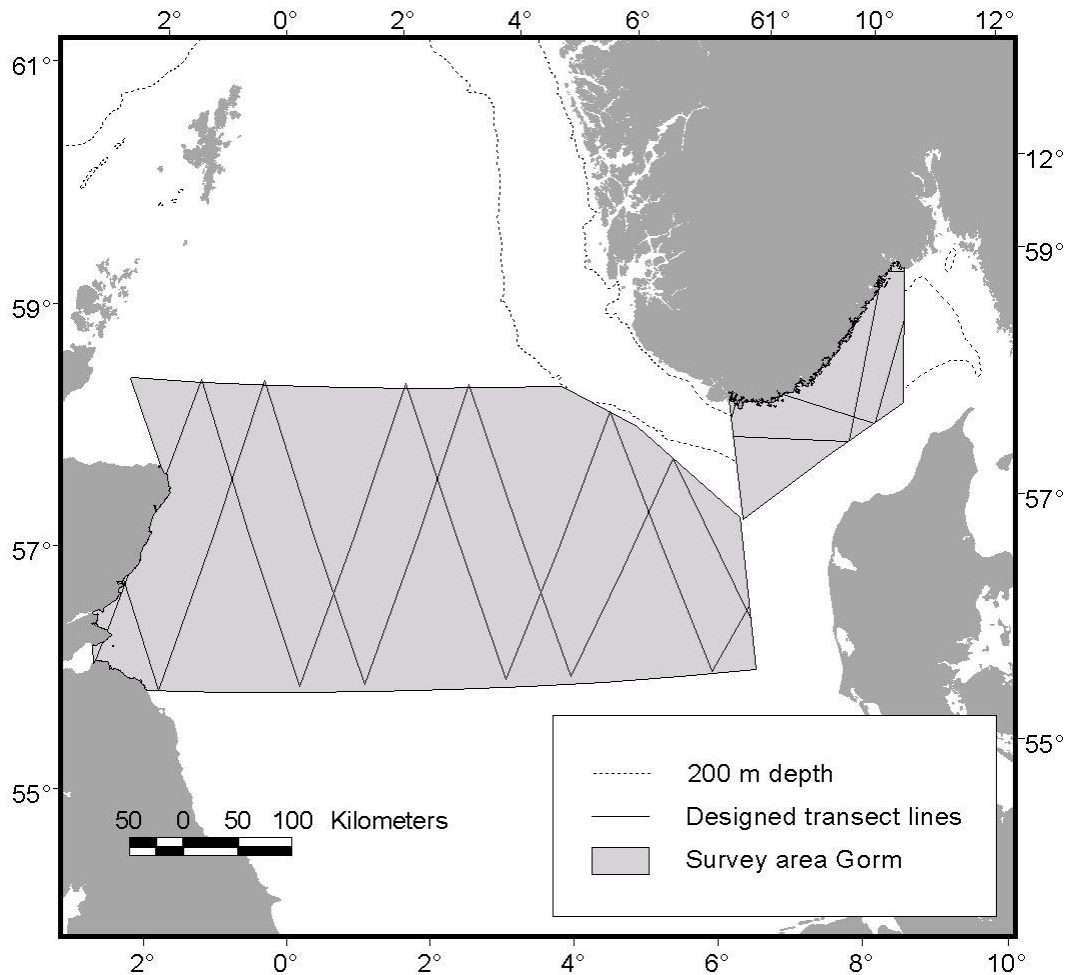 2° 0° 2° 4° 6° 61° 10° 12°
61°
12°
59°
59°
57°
57°
55°
55°
200 m depth
Designed transect lines
Survey area Gorm
50 0 50 100 Kilometers
2° 0° 2° 4° 6° 8° 10°